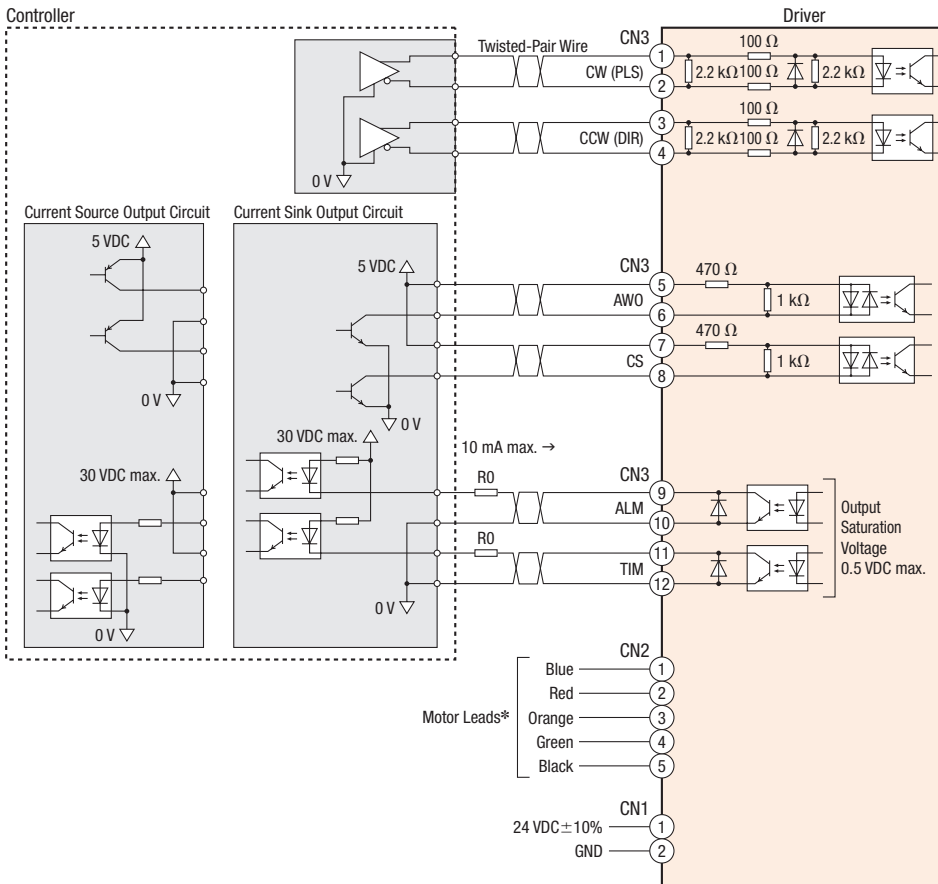 Controller
Driver
Twisted-Pair Wire
CN3
1
CW (PLS)
2
100 Ω
2.2 kΩ 100 Ω
2.2 kΩ
3
CCW (DIR)
4
100 Ω
2.2 kΩ 100 Ω
2.2 kΩ
0 V
Current Source Output Circuit
5 VDC
0 V
30 VDC max.
0 V
Current Sink Output Circuit
5 VDC
0 V
30 VDC max.
0 V
CN3
5
AWO
6
470 Ω
1 kΩ
7
CS
8
470 Ω
1 kΩ
10 mA max. →
R0
CN3
9
ALM
10
R0
11
TIM
12
Output
Saturation
Voltage
0.5 VDC max.
CN2
Motor Leads*
Blue
1
Red
2
Orange
3
Green
4
Black
5
CN1
24 VDC±10%
1
GND
2